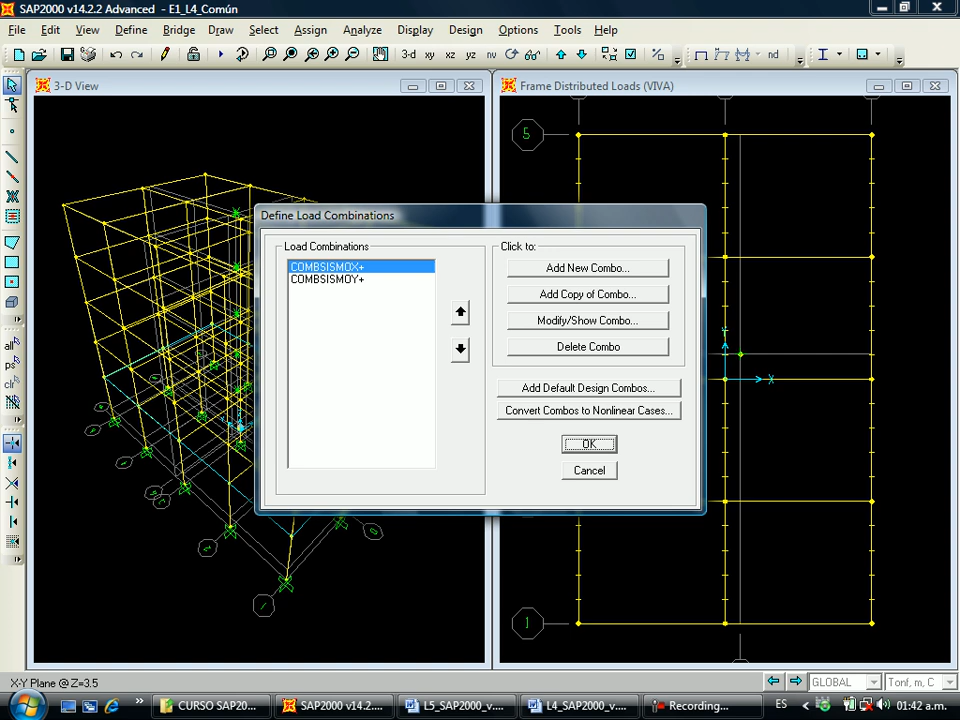 SAP2000 v14.2.2 Advanced - E1_L4_Común
File Edit View Define Bridge Draw Select Assign Analyze Display Design Options Tools Help
3-d xy xz yz nv nd
3-D View
Frame Distributed Loads (VIVA)
5
Define Load Combinations
Load Combinations
COMBSISMOX+
COMBSISMOY+
Click to:
Add New Combo...
Add Copy of Combo...
Modify/Show Combo...
Delete Combo
Add Default Design Combos...
Convert Combos to Nonlinear Cases...
OK
Cancel
all
ps
clr
Y
X
1
X-Y Plane @ Z=3.5
GLOBAL
Tonf, m, C
CURSO SAP20...
SAP2000 v14.2....
L5_SAP2000_v....
L4_SAP2000_v....
Recording...
ES
01:42 a.m.